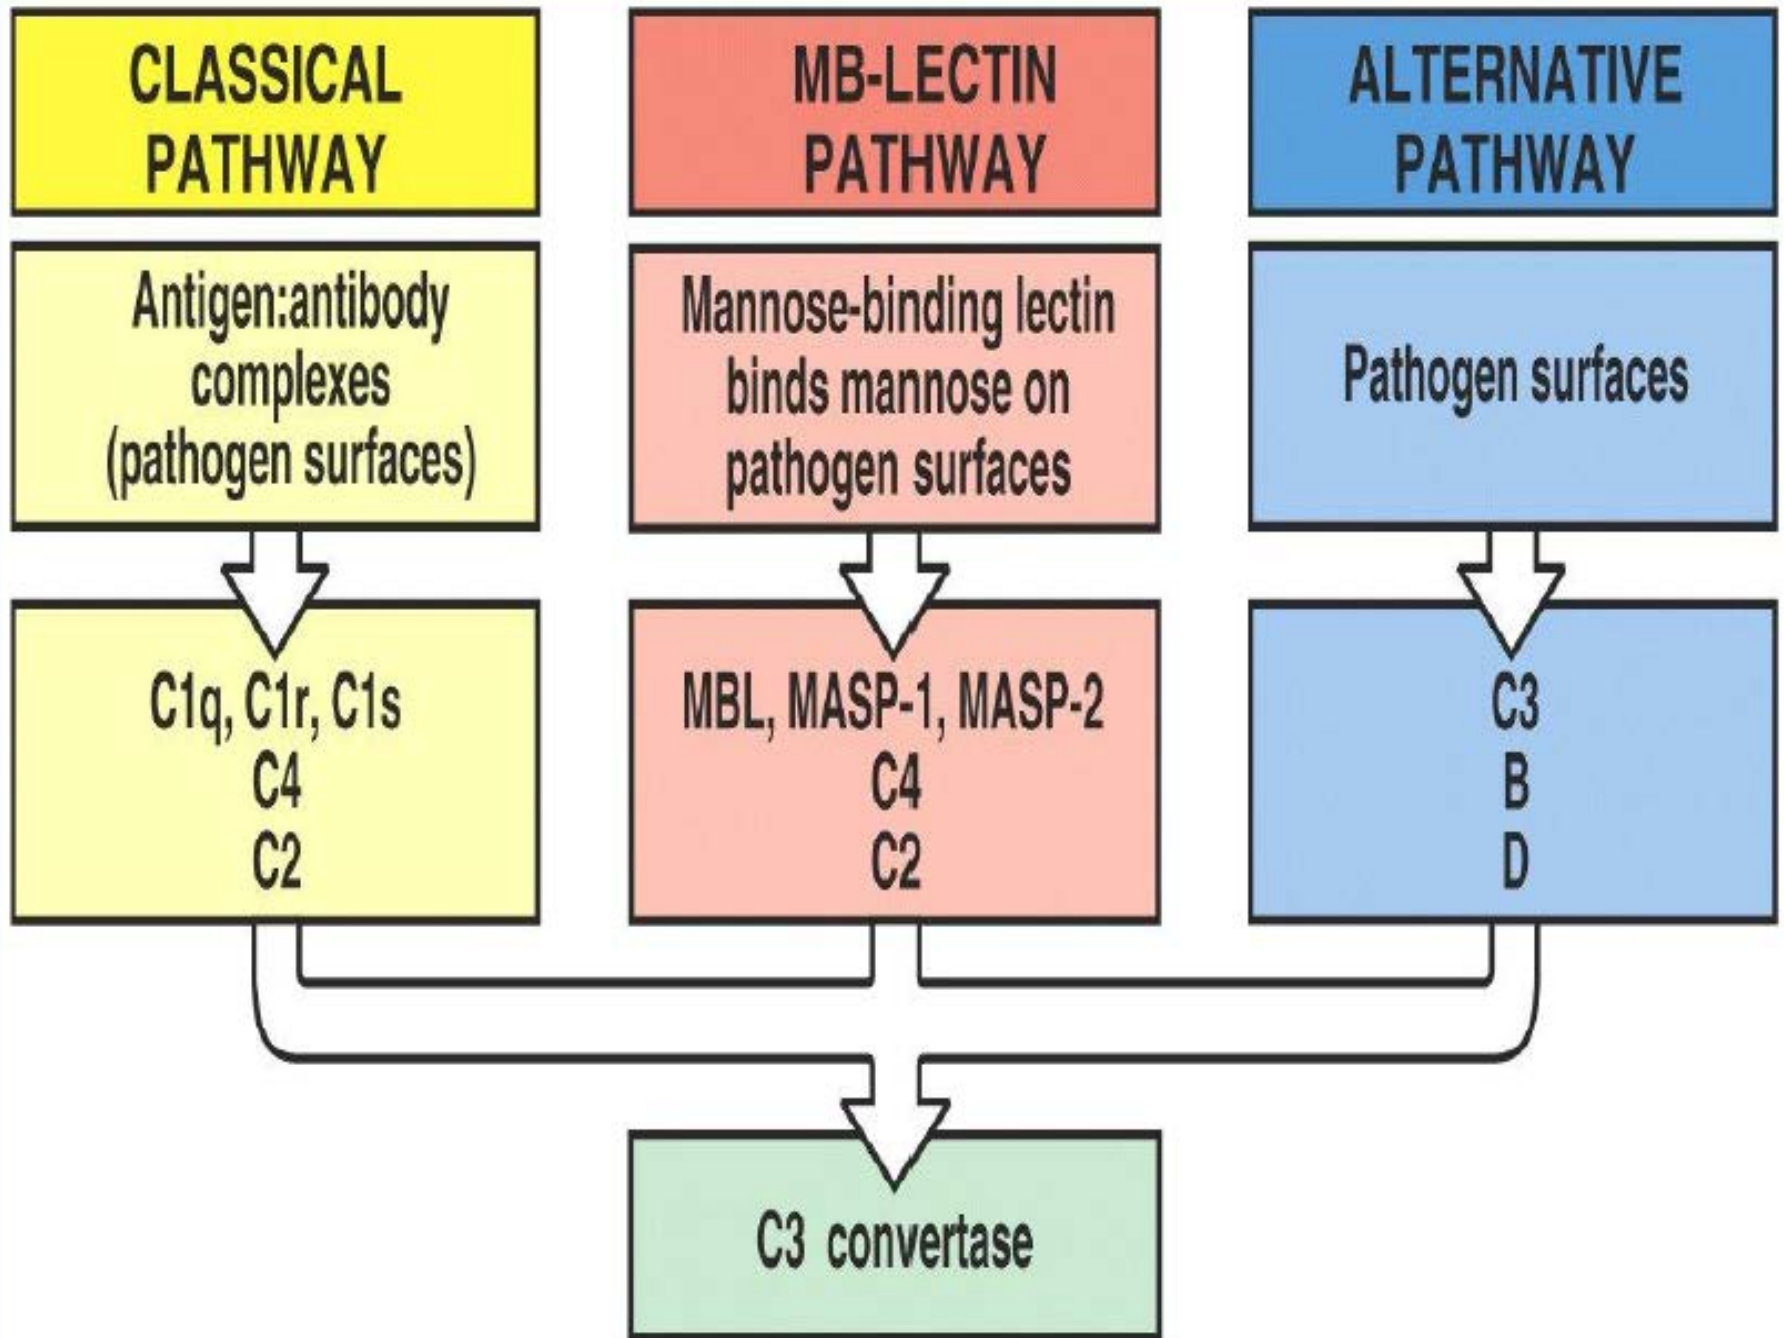 CLASSICAL
PATHWAY
Antigen:antibody
complexes
(pathogen surfaces)
C1q, C1r, C1s
C4
C2
MB-LECTIN
PATHWAY
Mannose-binding lectin
binds mannose on
pathogen surfaces
MBL, MASP-1, MASP-2
C4
C2
ALTERNATIVE
PATHWAY
Pathogen surfaces
C3
B
D
C3 convertase